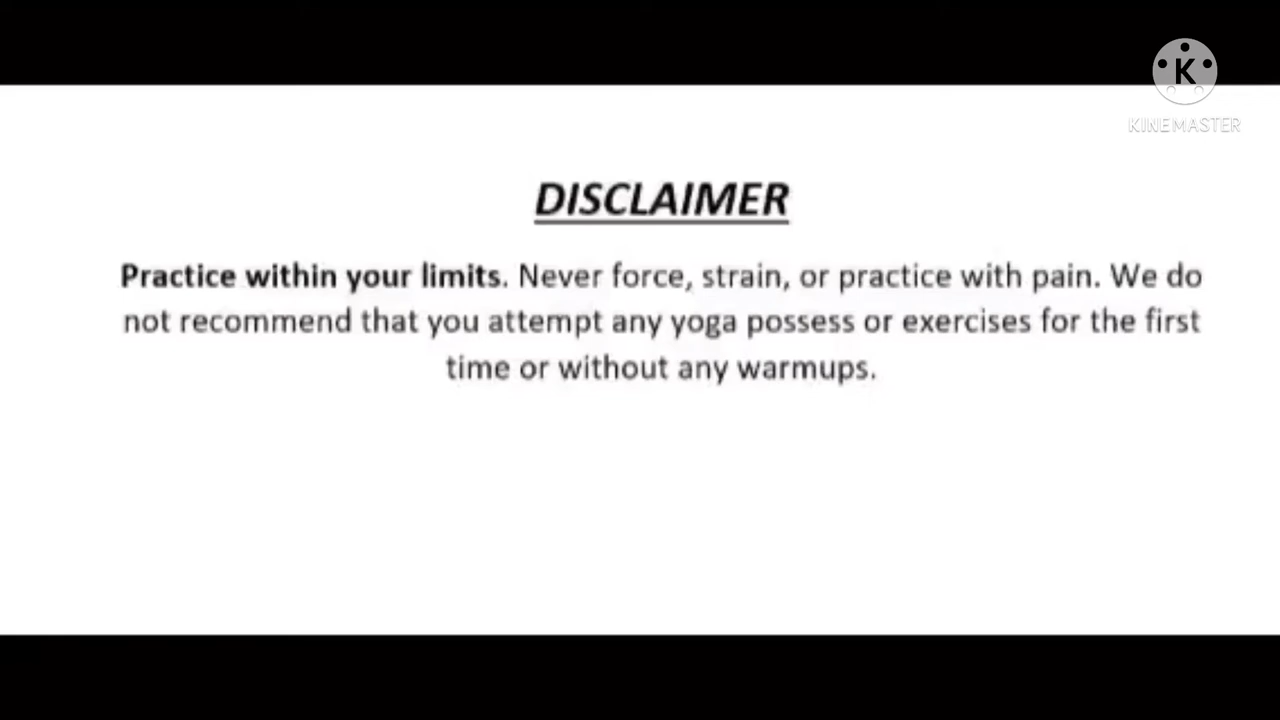 K
KINEMASTER
DISCLAIMER
Practice within your limits. Never force, strain, or practice with pain. We do
not recommend that you attempt any yoga possess or exercises for the first
time or without any warmups.